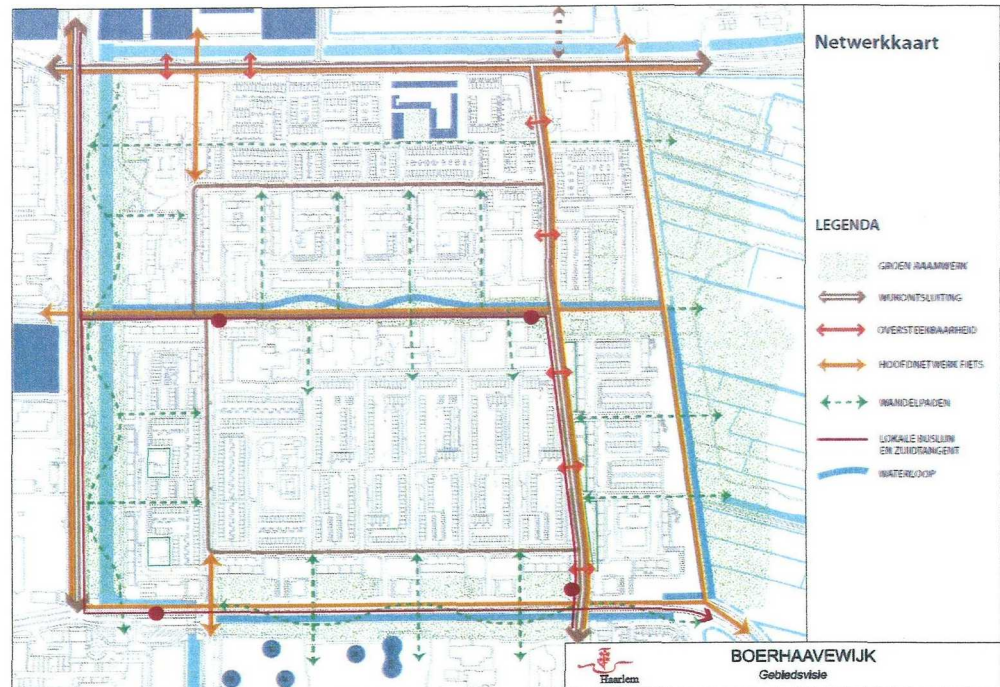 Netwerkkaart
LEGENDA
GROEN RAAMWERK
WIJKONTSLUITING
OVERSTEEKBAARHEID
HOOFDNETWERK FIETS
WANDELPADEN
LOKALE BUSLIJN
EN ZUIDTANGENT
WATERLOOP
Haarlem
BOERHAAVEWIJK
Gebiedsvisie